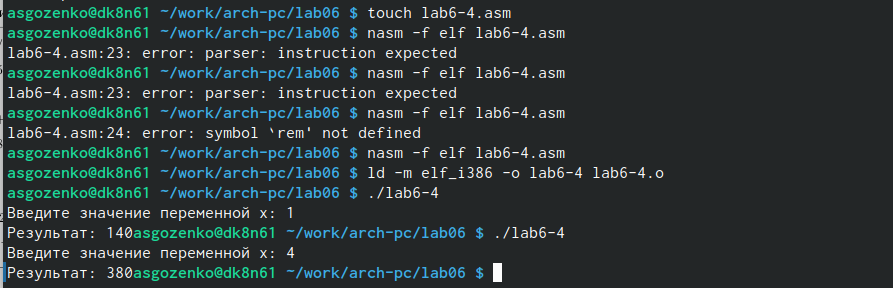 asgozenko@dk8n61 ~/work/arch-pc/lab06 $ touch lab6-4.asm
asgozenko@dk8n61 ~/work/arch-pc/lab06 $ nasm -f elf lab6-4.asm
lab6-4.asm:23: error: parser: instruction expected
asgozenko@dk8n61 ~/work/arch-pc/lab06 $ nasm -f elf lab6-4.asm
lab6-4.asm:23: error: parser: instruction expected
asgozenko@dk8n61 ~/work/arch-pc/lab06 $ nasm -f elf lab6-4.asm
lab6-4.asm:24: error: symbol `rem' not defined
asgozenko@dk8n61 ~/work/arch-pc/lab06 $ nasm -f elf lab6-4.asm
asgozenko@dk8n61 ~/work/arch-pc/lab06 $ ld -m elf_i386 -o lab6-4 lab6-4.o
asgozenko@dk8n61 ~/work/arch-pc/lab06 $ ./lab6-4
Введите значение переменной x: 1
Результат: 140asgozenko@dk8n61 ~/work/arch-pc/lab06 $ ./lab6-4
Введите значение переменной x: 4
Результат: 380asgozenko@dk8n61 ~/work/arch-pc/lab06 $